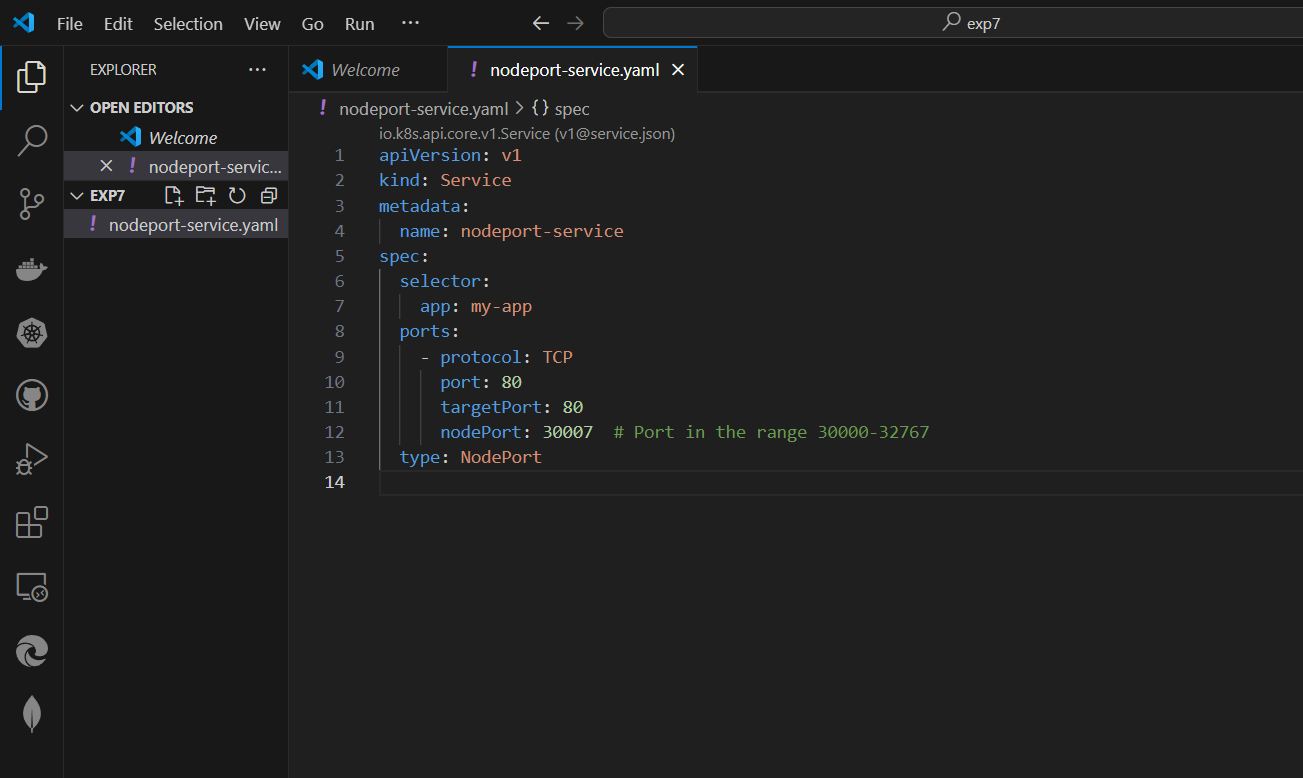 File Edit Selection View Go Run ··· exp7
EXPLORER ···
OPEN EDITORS
Welcome
nodeport-servic...
EXP7
nodeport-service.yaml
Welcome
! nodeport-service.yaml
! nodeport-service.yaml > {} spec
io.k8s.api.core.v1.Service (v1@service.json)
1 apiVersion: v1
2 kind: Service
3 metadata:
4   name: nodeport-service
5 spec:
6   selector:
7     app: my-app
8   ports:
9     - protocol: TCP
10       port: 80
11       targetPort: 80
12       nodePort: 30007  # Port in the range 30000-32767
13   type: NodePort
14